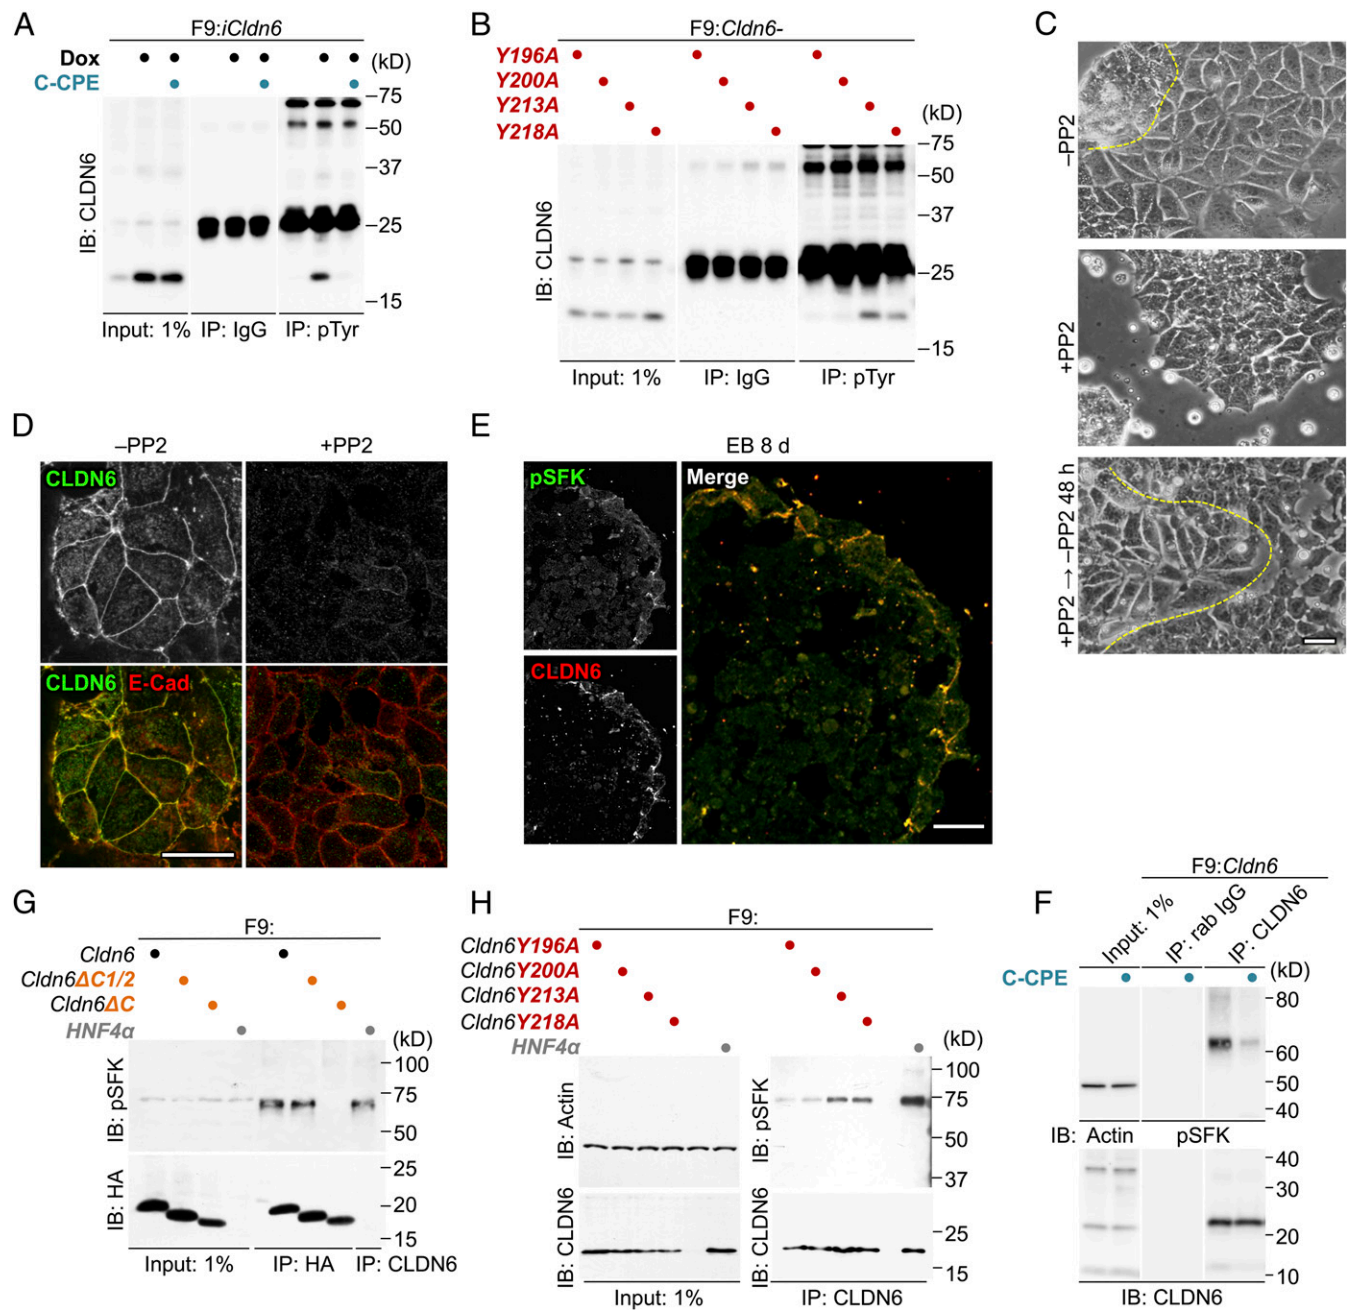 A
F9:iCldn6
Dox
C-CPE
(kD)
75
50
37
25
15
IB: CLDN6
Input: 1% IP: IgG IP: pTyr
B
F9:Cldn6-
Y196A
Y200A
Y213A
Y218A
(kD)
75
50
37
25
15
IB: CLDN6
Input: 1% IP: IgG IP: pTyr
C
–PP2
+PP2
+PP2 → –PP2 48 h
D
–PP2 +PP2
CLDN6
CLDN6 E-Cad
E
EB 8 d
pSFK
Merge
CLDN6
G
F9:
Cldn6
Cldn6ΔC1/2
Cldn6ΔC
HNF4α
(kD)
100
75
50
25
20
15
IB: pSFK
IB: HA
Input: 1% IP: HA IP: CLDN6
H
F9:
Cldn6Y196A
Cldn6Y200A
Cldn6Y213A
Cldn6Y218A
HNF4α
(kD)
100
75
50
37
25
15
IB: Actin
IB: pSFK
IB: CLDN6
IB: CLDN6
Input: 1% IP: CLDN6
F
F9:Cldn6
Input: 1%
IP: rab IgG
IP: CLDN6
C-CPE
(kD)
80
60
50
40
IB: Actin pSFK
40
30
20
10
IB: CLDN6